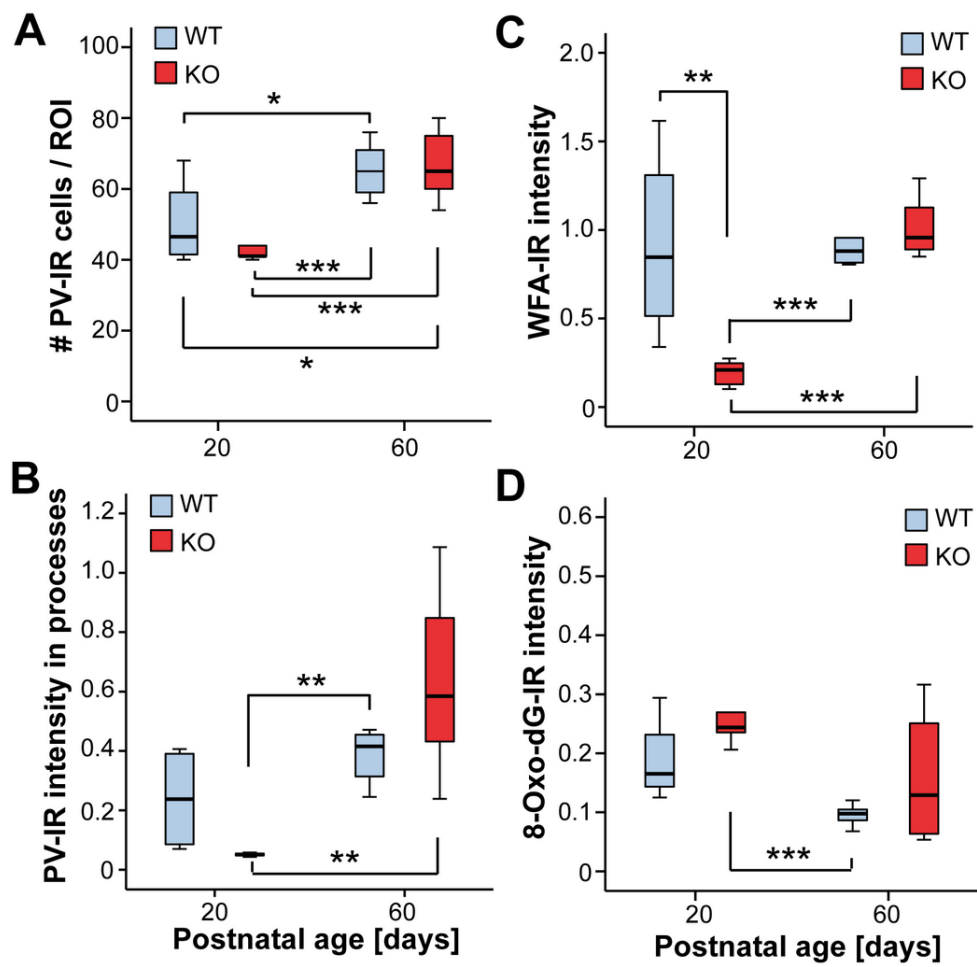 A
WT
KO
# PV-IR cells / ROI
100
80
60
40
20
0
*
***
***
*
20
60
B
WT
KO
PV-IR intensity in processes
1.2
1.0
0.8
0.6
0.4
0.2
0
**
**
20
60
Postnatal age [days]
C
WT
KO
WFA-IR intensity
2.0
1.5
1.0
0.5
0
**
***
***
20
60
D
WT
KO
8-Oxo-dG-IR intensity
0.6
0.5
0.4
0.3
0.2
0.1
0
***
20
60
Postnatal age [days]